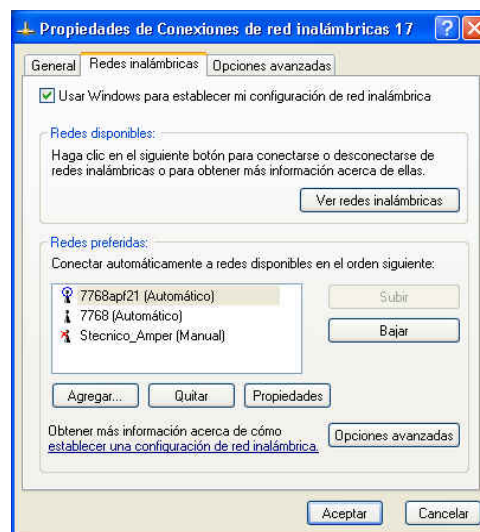 Propiedades de Conexiones de red inalámbricas 17
General Redes inalámbricas Opciones avanzadas
Usar Windows para establecer mi configuración de red inalámbrica
Redes disponibles:
Haga clic en el siguiente botón para conectarse o desconectarse de
redes inalámbricas o para obtener más información acerca de ellas.
Ver redes inalámbricas
Redes preferidas:
Conectar automáticamente a redes disponibles en el orden siguiente:
7768apf21 (Automático)
7768 (Automático)
Stecnico_Amper (Manual)
Subir
Bajar
Agregar... Quitar Propiedades
Obtener más información acerca de cómo
establecer una configuración de red inalámbrica.
Opciones avanzadas
Aceptar Cancelar